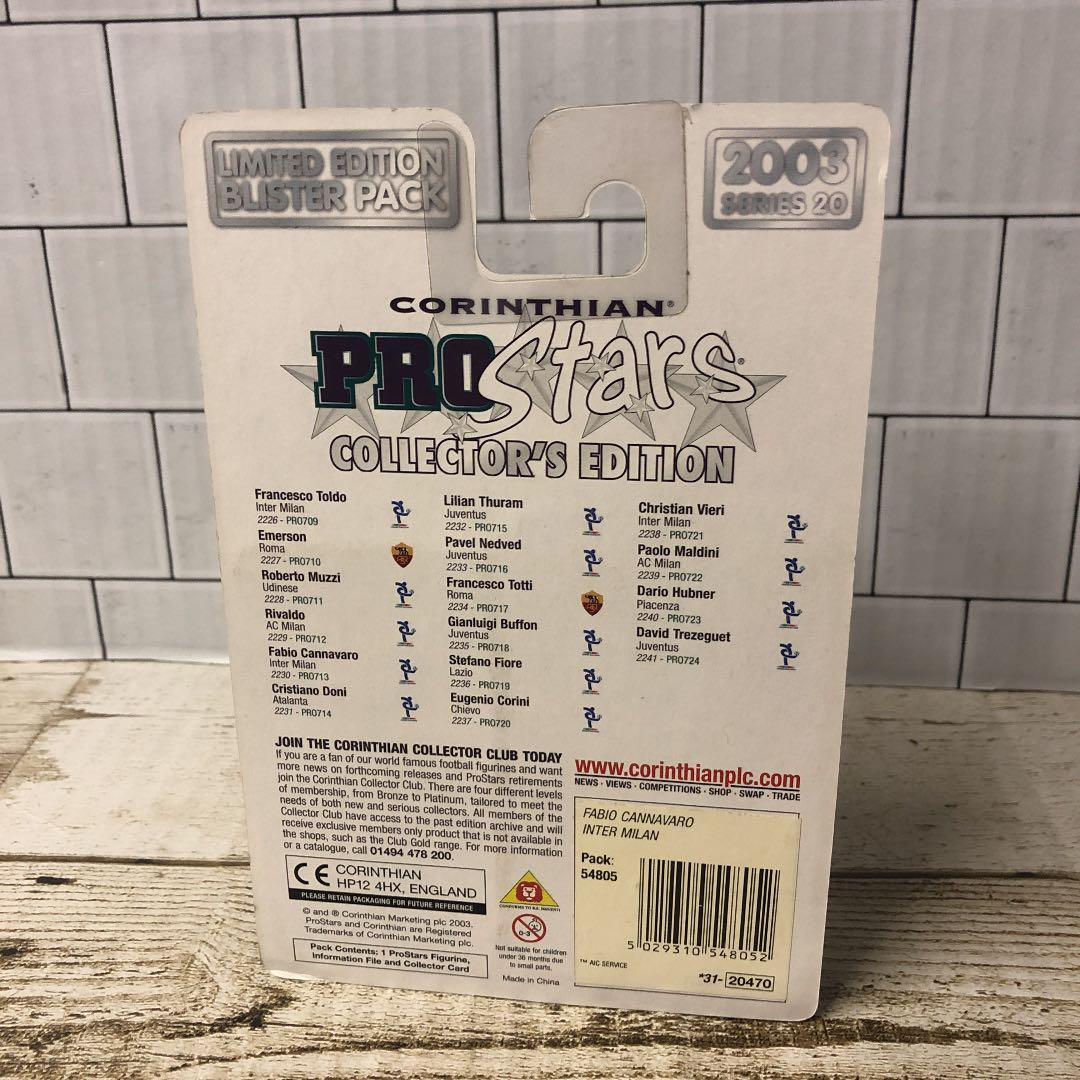 LIMITED EDITION
BLISTER PACK
2003
SERIES 20
CORINTHIAN®
PRO Stars®
COLLECTOR'S EDITION
Francesco Toldo
Inter Milan
2226 - PRO709
Emerson
Roma
2227 - PRO710
Roberto Muzzi
Udinese
2228 - PRO711
Rivaldo
AC Milan
2229 - PRO712
Fabio Cannavaro
Inter Milan
2230 - PRO713
Cristiano Doni
Atalanta
2231 - PRO714
Lilian Thuram
Juventus
2232 - PRO715
Pavel Nedved
Juventus
2233 - PRO716
Francesco Totti
Roma
2234 - PRO717
Gianluigi Buffon
Juventus
2235 - PRO718
Stefano Fiore
Lazio
2236 - PRO719
Eugenio Corini
Chievo
2237 - PRO720
Christian Vieri
Inter Milan
2238 - PRO721
Paolo Maldini
AC Milan
2239 - PRO722
Dario Hubner
Piacenza
2240 - PRO723
David Trezeguet
Juventus
2241 - PRO724
JOIN THE CORINTHIAN COLLECTOR CLUB TODAY
If you are a fan of our world famous football figurines and want
more news on forthcoming releases and ProStars retirements
join the Corinthian Collector Club. There are four different levels
of membership, from Bronze to Platinum, tailored to meet the
needs of both new and serious collectors. All members of the
Collector Club have access to the past edition archive and will
receive exclusive members only product that is not available in
the shops, such as the Club Gold range. For more information
or a catalogue, call 01494 478 200.
CE CORINTHIAN
HP12 4HX, ENGLAND
PLEASE RETAIN PACKAGING FOR FUTURE REFERENCE
© and ® Corinthian Marketing plc 2003.
ProStars and Corinthian are Registered
Trademarks of Corinthian Marketing plc.
Pack Contents: 1 ProStars Figurine,
Information File and Collector Card
CONFORMS TO B.S.
0-3
Not suitable for children
under 36 months due
to small parts.
Made in China
www.corinthianplc.com
NEWS · VIEWS · COMPETITIONS · SHOP · SWAP · TRADE
FABIO CANNAVARO
INTER MILAN
Pack:
54805
5 029310 548052
™ AIC SERVICE
*31- 20470